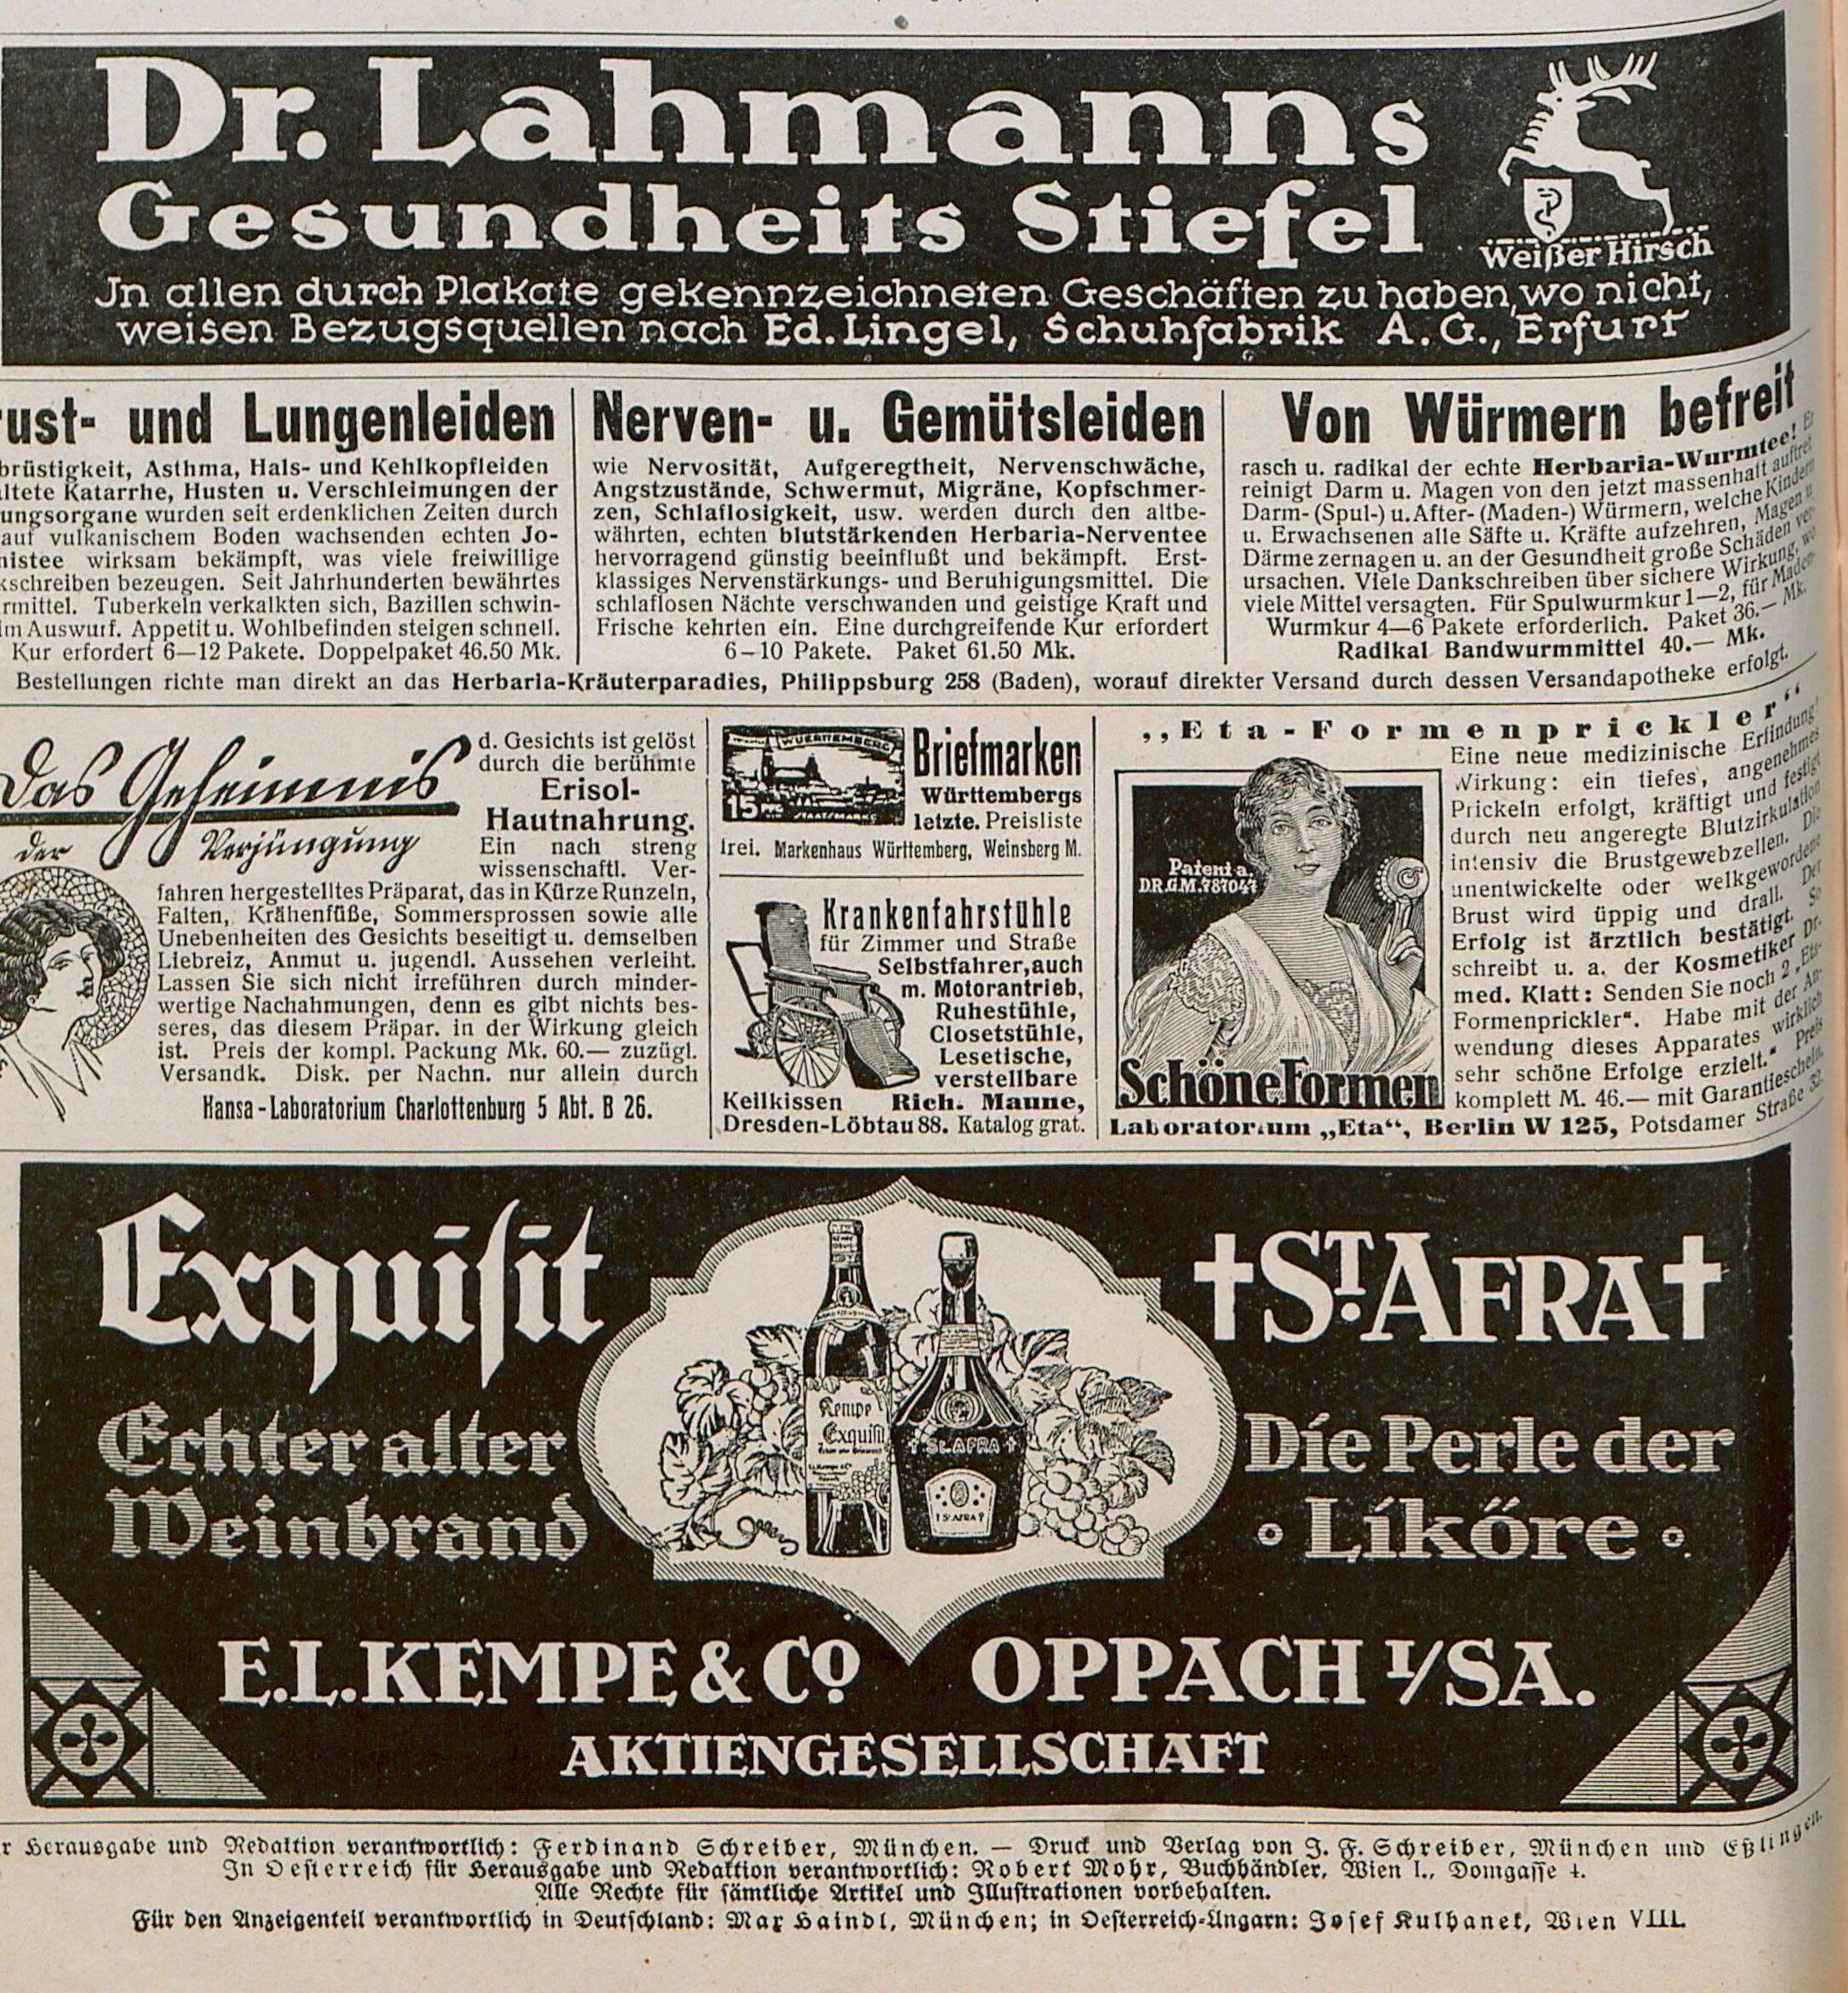 Dr. Lahmanns
Gesundheits Stiefel
Weißer Hirsch
In allen durch Plakate gekennzeichneten Geschäften zu haben, wo nicht,
weisen Bezugsquellen nach Ed. Lingel, Schuhfabrik A. G., Erfurt
rust- und Lungenleiden
brüstigkeit, Asthma, Hals- und Kehlkopfleiden
ltete Katarrhe, Husten u. Verschleimungen der
ungsorgane wurden seit erdenklichen Zeiten durch
auf vulkanischem Boden wachsenden echten Jo-
nistee wirksam bekämpft, was viele freiwillige
kschreiben bezeugen. Seit Jahrhunderten bewährtes
rmittel. Tuberkeln verkalkten sich, Bazillen schwin-
im Auswurf. Appetit u. Wohlbefinden steigen schnell.
Kur erfordert 6—12 Pakete. Doppelpaket 46.50 Mk.
Nerven- u. Gemütsleiden
wie Nervosität, Aufgeregtheit, Nervenschwäche,
Angstzustände, Schwermut, Migräne, Kopfschmer-
zen, Schlaflosigkeit, usw. werden durch den altbe-
währten, echten blutstärkenden Herbaria-Nerventee
hervorragend günstig beeinflußt und bekämpft. Erst-
klassiges Nervenstärkungs- und Beruhigungsmittel. Die
schlaflosen Nächte verschwanden und geistige Kraft und
Frische kehrten ein. Eine durchgreifende Kur erfordert
6—10 Pakete. Paket 61.50 Mk.
Von Würmern befreit
rasch u. radikal der echte Herbaria-Wurmtee! Er
reinigt Darm u. Magen von den jetzt massenhaft auftret.
Darm- (Spul-) u. After- (Maden-) Würmern, welche Kindern
u. Erwachsenen alle Säfte u. Kräfte aufzehren, Magen u.
Därme zernagen u. an der Gesundheit große Schäden ver-
ursachen. Viele Dankschreiben über sichere Wirkung, wo
viele Mittel versagten. Für Spulwurmkur 1—2, für Maden-
Wurmkur 4—6 Pakete erforderlich. Paket 36.— Mk.
Radikal Bandwurmmittel 40.— Mk.
Bestellungen richte man direkt an das Herbaria-Kräuterparadies, Philippsburg 258 (Baden), worauf direkter Versand durch dessen Versandapotheke erfolgt.
Das Geheimnis
der Verjüngung
d. Gesichts ist gelöst
durch die berühmte
Erisol-
Hautnahrung.
Ein nach streng
wissenschaftl. Ver-
fahren hergestelltes Präparat, das in Kürze Runzeln,
Falten, Krähenfüße, Sommersprossen sowie alle
Unebenheiten des Gesichts beseitigt u. demselben
Liebreiz, Anmut u. jugendl. Aussehen verleiht.
Lassen Sie sich nicht irreführen durch minder-
wertige Nachahmungen, denn es gibt nichts bes-
seres, das diesem Präpar. in der Wirkung gleich
ist. Preis der kompl. Packung Mk. 60.— zuzügl.
Versandk. Disk. per Nachn. nur allein durch
Hansa-Laboratorium Charlottenburg 5 Abt. B 26.
WUERTTEMBERG
15
Briefmarken
Württembergs
letzte. Preisliste
frei. Markenhaus Württemberg, Weinsberg M.
Krankenfahrstühle
für Zimmer und Straße
Selbstfahrer, auch
m. Motorantrieb,
Ruhestühle,
Closetstühle,
Lesetische,
verstellbare
Keilkissen Rich. Maune,
Dresden-Löbtau 88. Katalog grat.
„Eta-Formenprickler“
Patent a.
D.R.G.M. 787047
Schöne Formen
Eine neue medizinische Erfindung!
Wirkung: ein tiefes, angenehmes
Prickeln erfolgt, kräftigt und festigt
durch neu angeregte Blutzirkulation
intensiv die Brustgewebzellen. Die
unentwickelte oder welkgewordene
Brust wird üppig und drall. Der
Erfolg ist ärztlich bestätigt. So
schreibt u. a. der Kosmetiker Dr.
med. Klatt: Senden Sie noch 2 „Eta-
Formenprickler“. Habe mit der An-
wendung dieses Apparates wirklich
sehr schöne Erfolge erzielt.“ Preis
komplett M. 46.— mit Garantieschein.
Laboratorium „Eta“, Berlin W 125, Potsdamer Straße 32.
Exquisit
Echter alter
Weinbrand
Kempe
Exquisit
† ST. AFRA †
† ST. AFRA †
† ST. AFRA †
Die Perle der
Liköre
E. L. KEMPE & Co. OPPACH I/SA.
AKTIENGESELLSCHAFT
r Herausgabe und Redaktion verantwortlich: Ferdinand Schreiber, München. — Druck und Verlag von J. F. Schreiber, München und Eßlingen.
In Oesterreich für Herausgabe und Redaktion verantwortlich: Robert Mohr, Buchhändler, Wien I., Domgasse 4.
Alle Rechte für sämtliche Artikel und Illustrationen vorbehalten.
Für den Anzeigenteil verantwortlich in Deutschland: Max Haindl, München; in Oesterreich-Ungarn: Josef Kulhanek, Wien VIII.